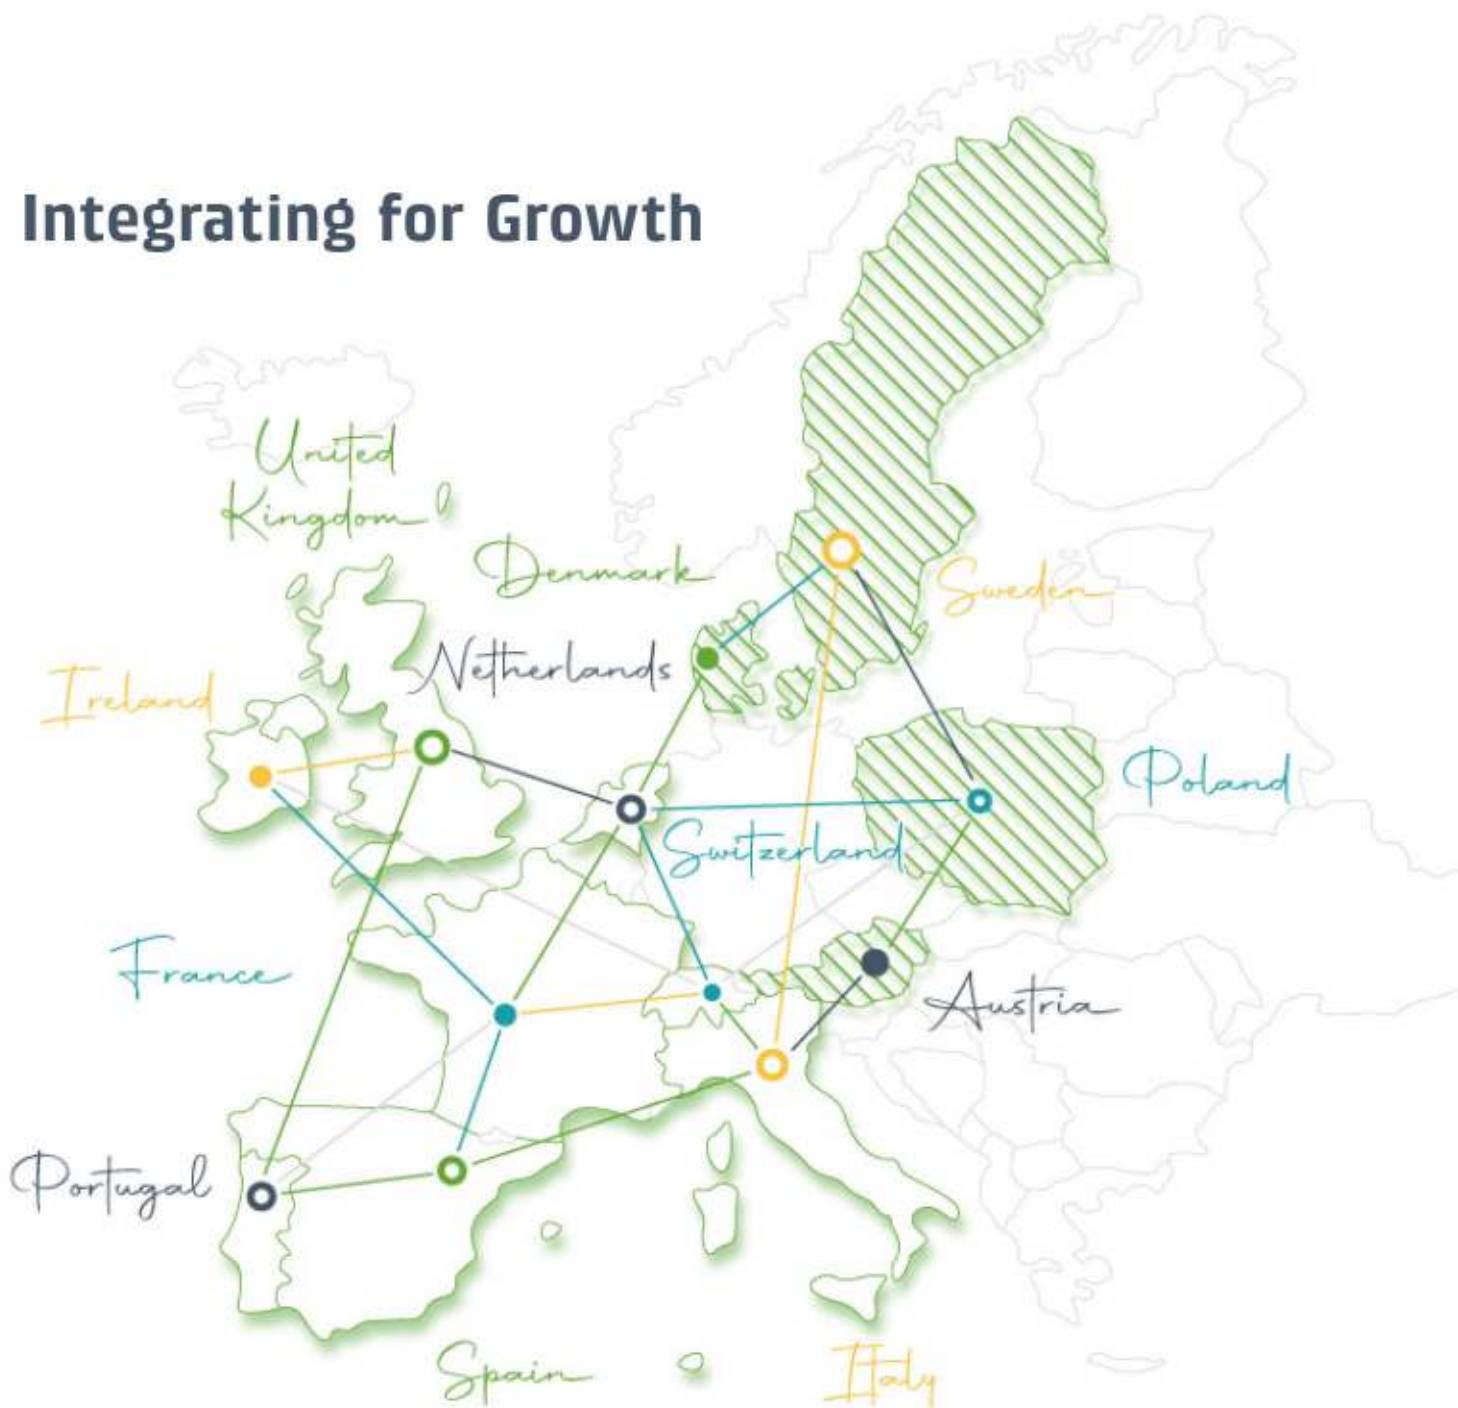 Integrating for Growth
United
Kingdom
Denmark
Sweden
Netherlands
Ireland
Poland
Switzerland
France
Austria
Portugal
Spain
Italy